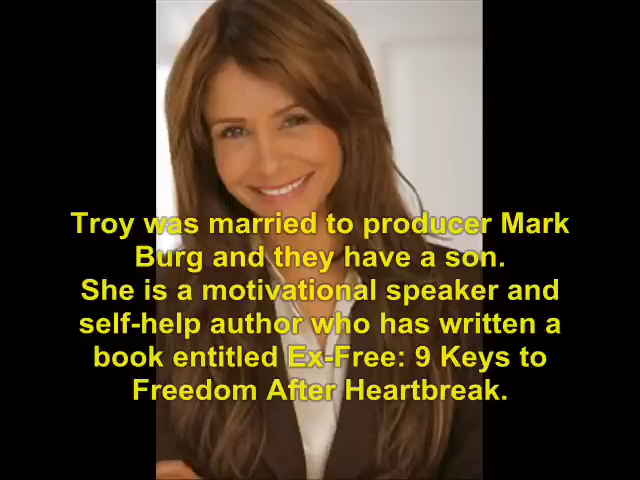 Troy was married to producer Mark
Burg and they have a son.
She is a motivational speaker and
self-help author who has written a
book entitled Ex-Free: 9 Keys to
Freedom After Heartbreak.